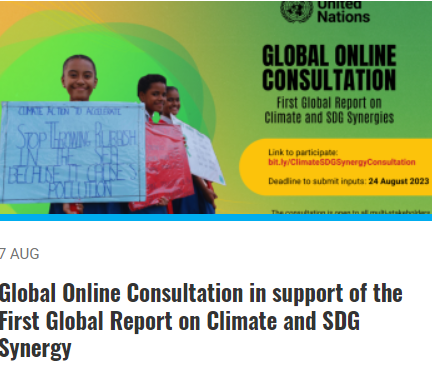 United
Nations
GLOBAL ONLINE
CONSULTATION
First Global Report on
Climate and SDG Synergies
CLIMATE ACTION TO ACCELERATE
STOP THROWING RUBBISH
IN THE SEA
BECAUSE IT CAUSES
POLLUTION
Link to participate:
bit.ly/ClimateSDGSynergyConsultation
Deadline to submit inputs: 24 August 2023
The consultation is open to all multistakeholders
7 AUG
Global Online Consultation in support of the
First Global Report on Climate and SDG
Synergy